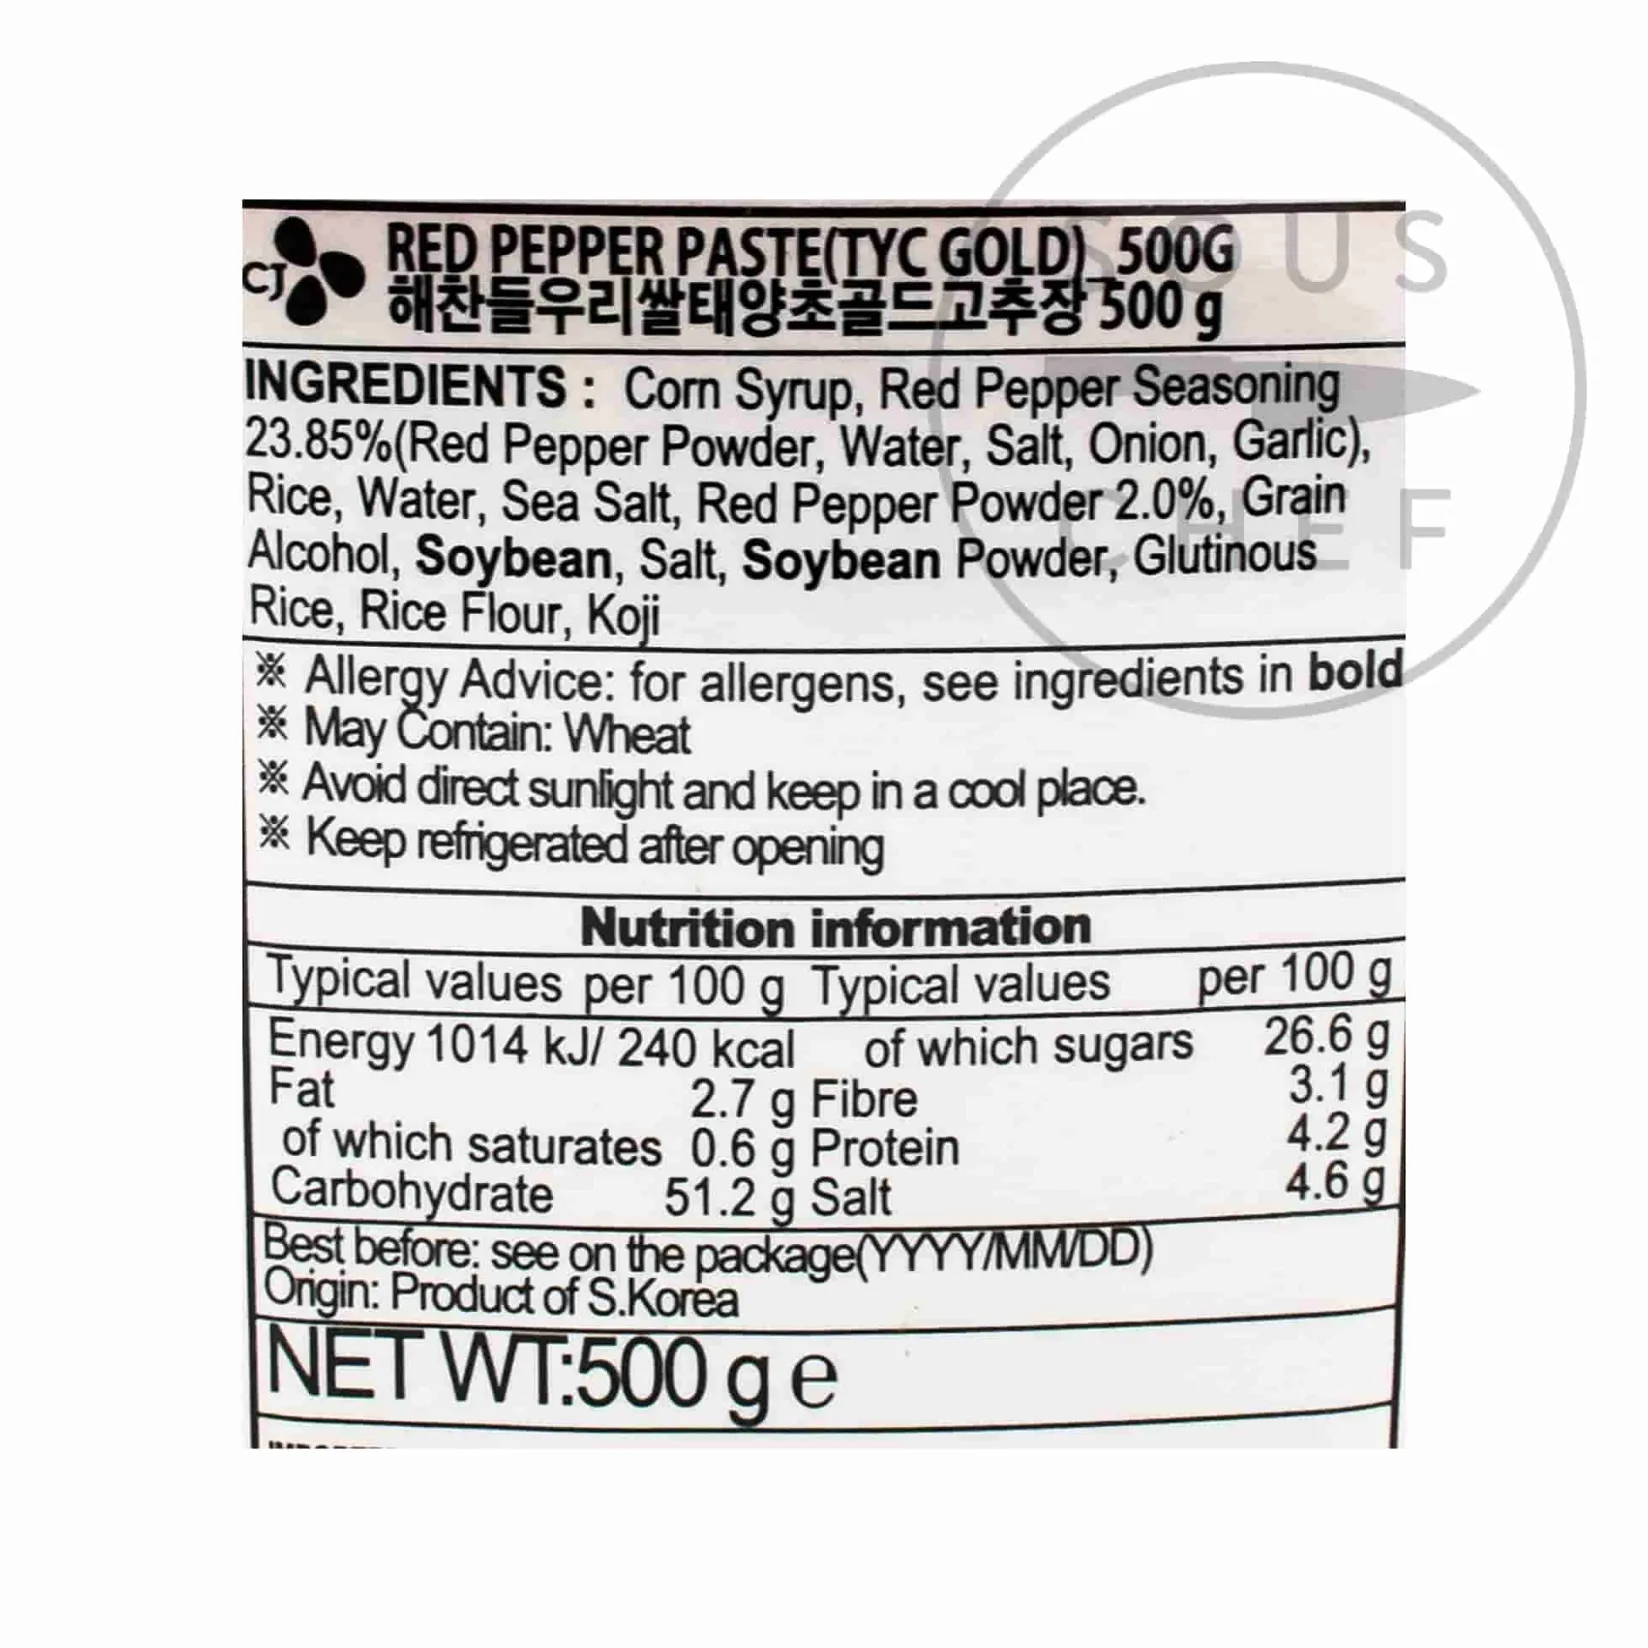 CJ
RED PEPPER PASTE(TYC GOLD) 500G
해찬들우리쌀태양초골드고추장 500 g
SOUS
CHEF
INGREDIENTS : Corn Syrup, Red Pepper Seasoning
23.85%(Red Pepper Powder, Water, Salt, Onion, Garlic),
Rice, Water, Sea Salt, Red Pepper Powder 2.0%, Grain
Alcohol, Soybean, Salt, Soybean Powder, Glutinous
Rice, Rice Flour, Koji
※ Allergy Advice: for allergens, see ingredients in bold
※ May Contain: Wheat
※ Avoid direct sunlight and keep in a cool place.
※ Keep refrigerated after opening
Nutrition information
Typical values per 100 g Typical values per 100 g
Energy 1014 kJ/ 240 kcal of which sugars 26.6 g
Fat 2.7 g Fibre 3.1 g
of which saturates 0.6 g Protein 4.2 g
Carbohydrate 51.2 g Salt 4.6 g
Best before: see on the package(YYYY/MM/DD)
Origin: Product of S.Korea
NET WT:500 g e